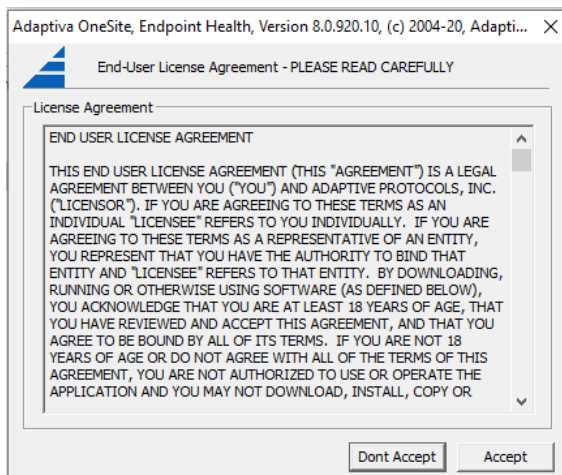 Adaptiva OneSite, Endpoint Health, Version 8.0.920.10, (c) 2004-20, Adapti...
End-User License Agreement - PLEASE READ CAREFULLY
License Agreement
END USER LICENSE AGREEMENT
THIS END USER LICENSE AGREEMENT (THIS "AGREEMENT") IS A LEGAL
AGREEMENT BETWEEN YOU ("YOU") AND ADAPTIVE PROTOCOLS, INC.
("LICENSOR"). IF YOU ARE AGREEING TO THESE TERMS AS AN
INDIVIDUAL "LICENSEE" REFERS TO YOU INDIVIDUALLY.  IF YOU ARE
AGREEING TO THESE TERMS AS A REPRESENTATIVE OF AN ENTITY,
YOU REPRESENT THAT YOU HAVE THE AUTHORITY TO BIND THAT
ENTITY AND "LICENSEE" REFERS TO THAT ENTITY.  BY DOWNLOADING,
RUNNING OR OTHERWISE USING SOFTWARE (AS DEFINED BELOW),
YOU ACKNOWLEDGE THAT YOU ARE AT LEAST 18 YEARS OF AGE, THAT
YOU HAVE REVIEWED AND ACCEPT THIS AGREEMENT, AND THAT YOU
AGREE TO BE BOUND BY ALL OF ITS TERMS.  IF YOU ARE NOT 18
YEARS OF AGE OR DO NOT AGREE WITH ALL OF THE TERMS OF THIS
AGREEMENT, YOU ARE NOT AUTHORIZED TO USE OR OPERATE THE
APPLICATION AND YOU MAY NOT DOWNLOAD, INSTALL, COPY OR
Dont Accept
Accept